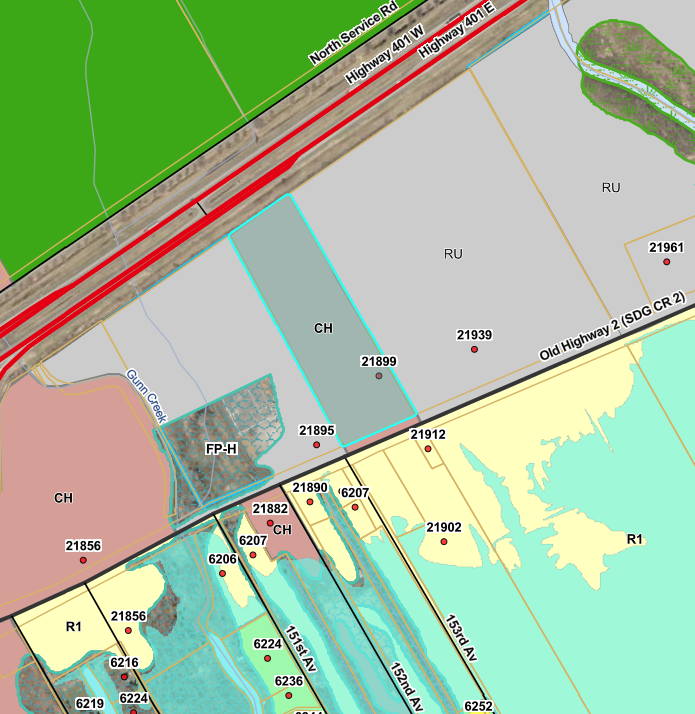 North Service Rd
Highway 401 W
Highway 401 E
RU
RU
21961
Old Highway 2 (SDG CR 2)
CH
21939
21899
Gunn Creek
FP-H
21895
21912
CH
21890
6207
21882
CH
21902
R1
21856
6207
6206
R1
21856
151st Av
153rd Av
6224
6216
152nd Av
6236
6219
6224
6252